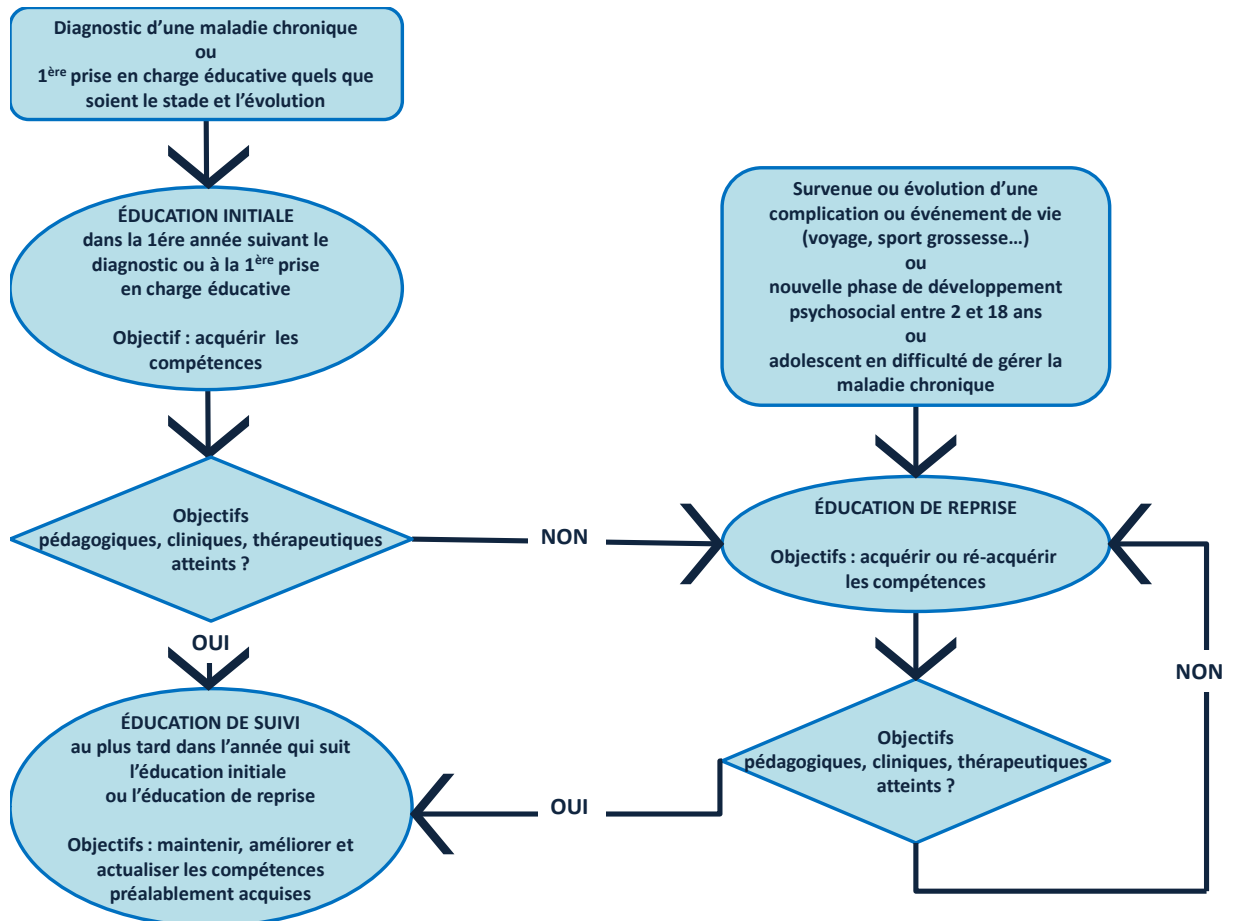 Diagnostic d’une maladie chronique
ou
1ère prise en charge éducative quels que
soient le stade et l’évolution
ÉDUCATION INITIALE
dans la 1ére année suivant le
diagnostic ou à la 1ère prise
en charge éducative
Objectif : acquérir les
compétences
Survenue ou évolution d’une
complication ou événement de vie
(voyage, sport grossesse…)
ou
nouvelle phase de développement
psychosocial entre 2 et 18 ans
ou
adolescent en difficulté de gérer la
maladie chronique
Objectifs
pédagogiques, cliniques, thérapeutiques
atteints ?
NON
ÉDUCATION DE REPRISE
Objectifs : acquérir ou ré-acquérir
les compétences
OUI
NON
ÉDUCATION DE SUIVI
au plus tard dans l’année qui suit
l’éducation initiale
ou l’éducation de reprise
Objectifs : maintenir, améliorer et
actualiser les compétences
préalablement acquises
OUI
Objectifs
pédagogiques, cliniques, thérapeutiques
atteints ?